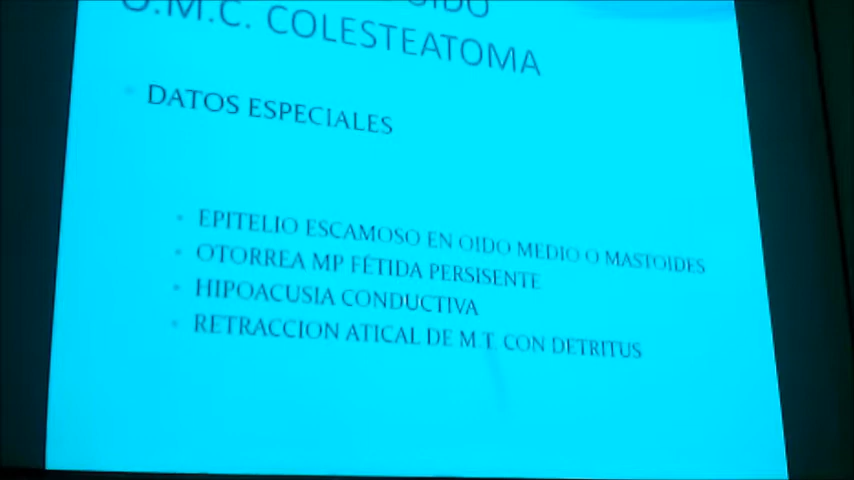 O.M.C. COLESTEATOMA
DATOS ESPECIALES
EPITELIO ESCAMOSO EN OIDO MEDIO O MASTOIDES
OTORREA MP FÉTIDA PERSISENTE
HIPOACUSIA CONDUCTIVA
RETRACCION ATICAL DE M.T. CON DETRITUS